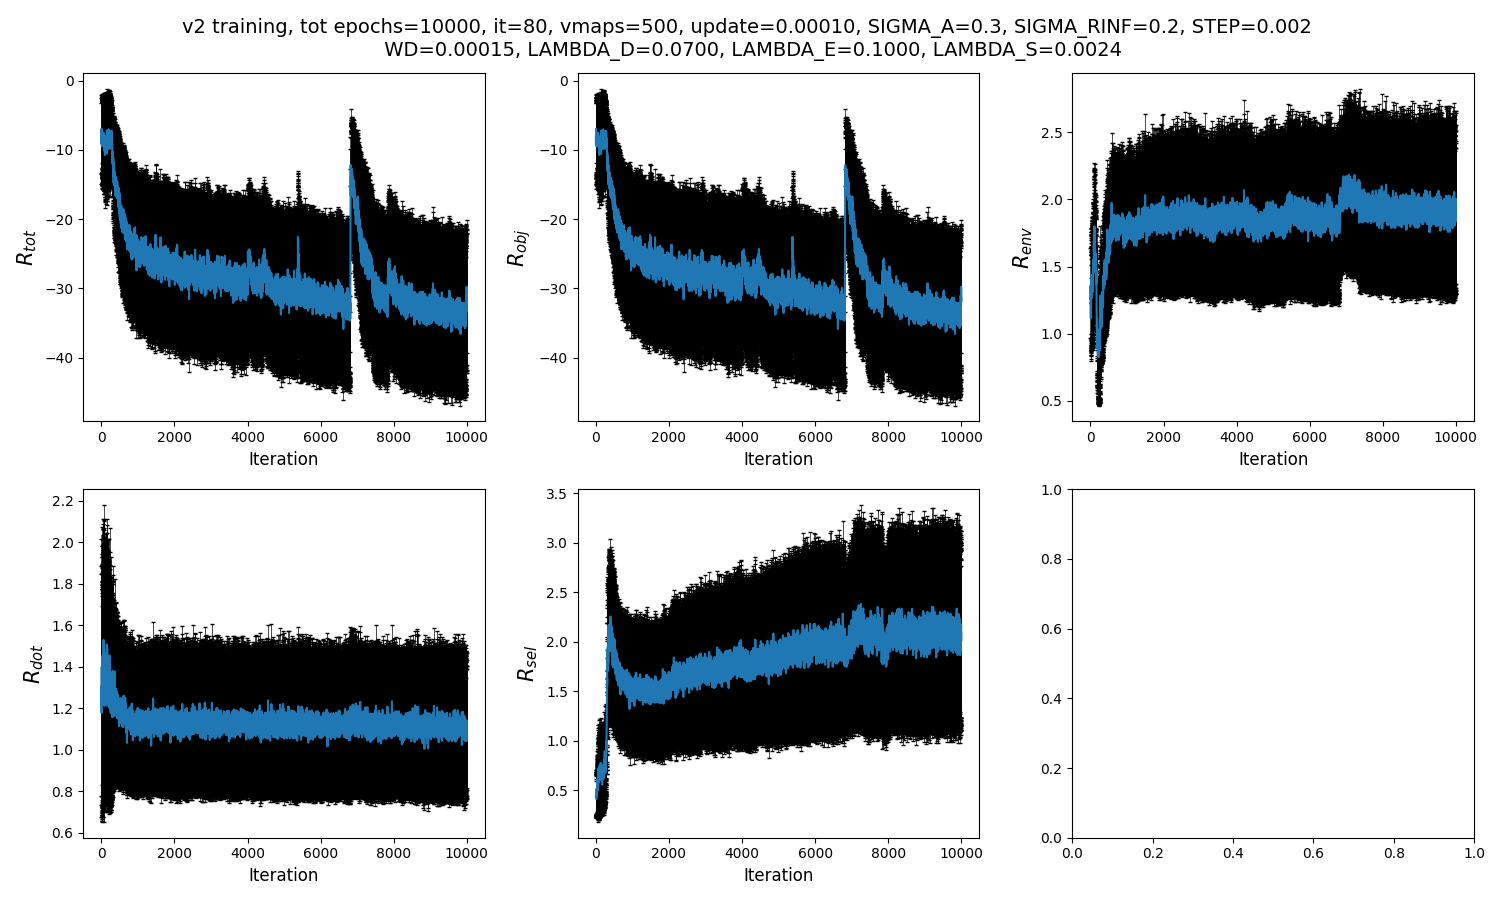 v2 training, tot epochs=10000, it=80, vmaps=500, update=0.00010, SIGMA_A=0.3, SIGMA_RINF=0.2, STEP=0.002
WD=0.00015, LAMBDA_D=0.0700, LAMBDA_E=0.1000, LAMBDA_S=0.0024
R_tot
0
−10
−20
−30
−40
0 2000 4000 6000 8000 10000
Iteration
R_obj
0
−10
−20
−30
−40
0 2000 4000 6000 8000 10000
Iteration
R_env
2.5
2.0
1.5
1.0
0.5
0 2000 4000 6000 8000 10000
Iteration
R_dot
2.2
2.0
1.8
1.6
1.4
1.2
1.0
0.8
0.6
0 2000 4000 6000 8000 10000
Iteration
R_sel
3.5
3.0
2.5
2.0
1.5
1.0
0.5
0 2000 4000 6000 8000 10000
Iteration
1.0
0.8
0.6
0.4
0.2
0.0
0.0 0.2 0.4 0.6 0.8 1.0